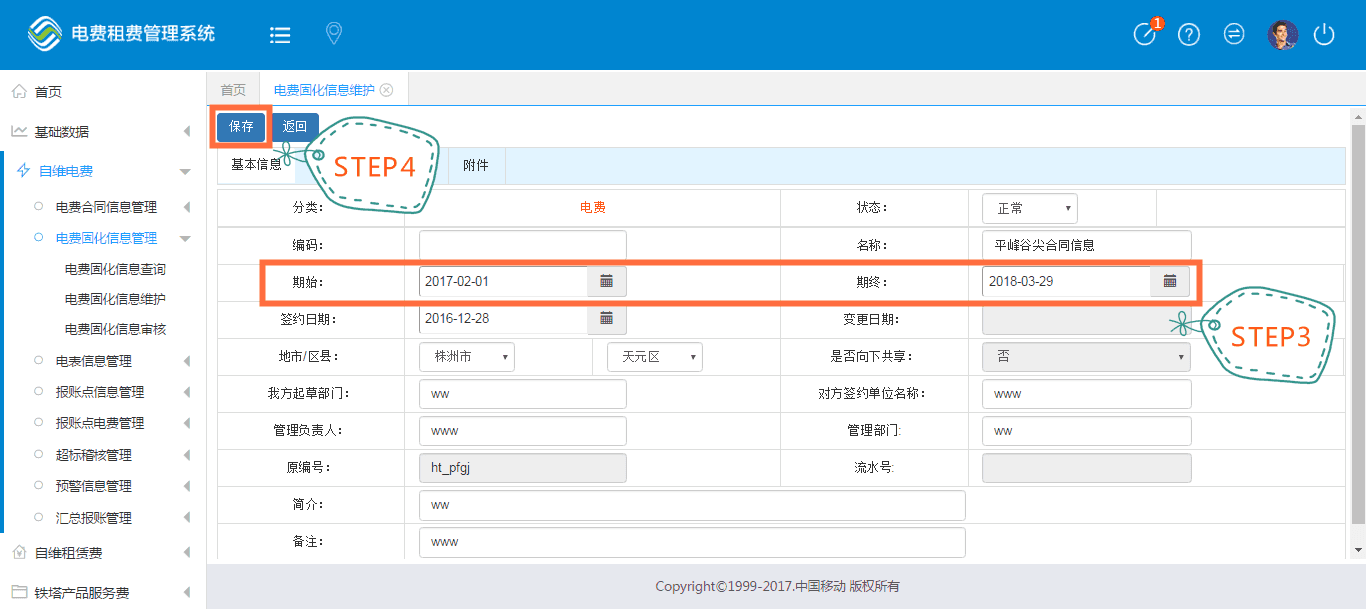 电费租费管理系统
1
首页
基础数据
自维电费
电费合同信息管理
电费固化信息管理
电费固化信息查询
电费固化信息维护
电费固化信息审核
电表信息管理
报账点信息管理
报账点电费管理
超标稽核管理
预警信息管理
汇总报账管理
自维租赁费
铁塔产品服务费
首页 电费固化信息维护
保存 返回
STEP4
基本信息 附件
分类: 电费 状态: 正常
编码: 名称: 平峰谷尖合同信息
期始: 2017-02-01 期终: 2018-03-29
签约日期: 2016-12-28 变更日期:
STEP3
地市/区县: 株洲市 天元区 是否向下共享: 否
我方起草部门: ww 对方签约单位名称: www
管理负责人: www 管理部门: ww
原编号: ht_pfgj 流水号:
简介: ww
备注: www
Copyright©1999-2017.中国移动 版权所有